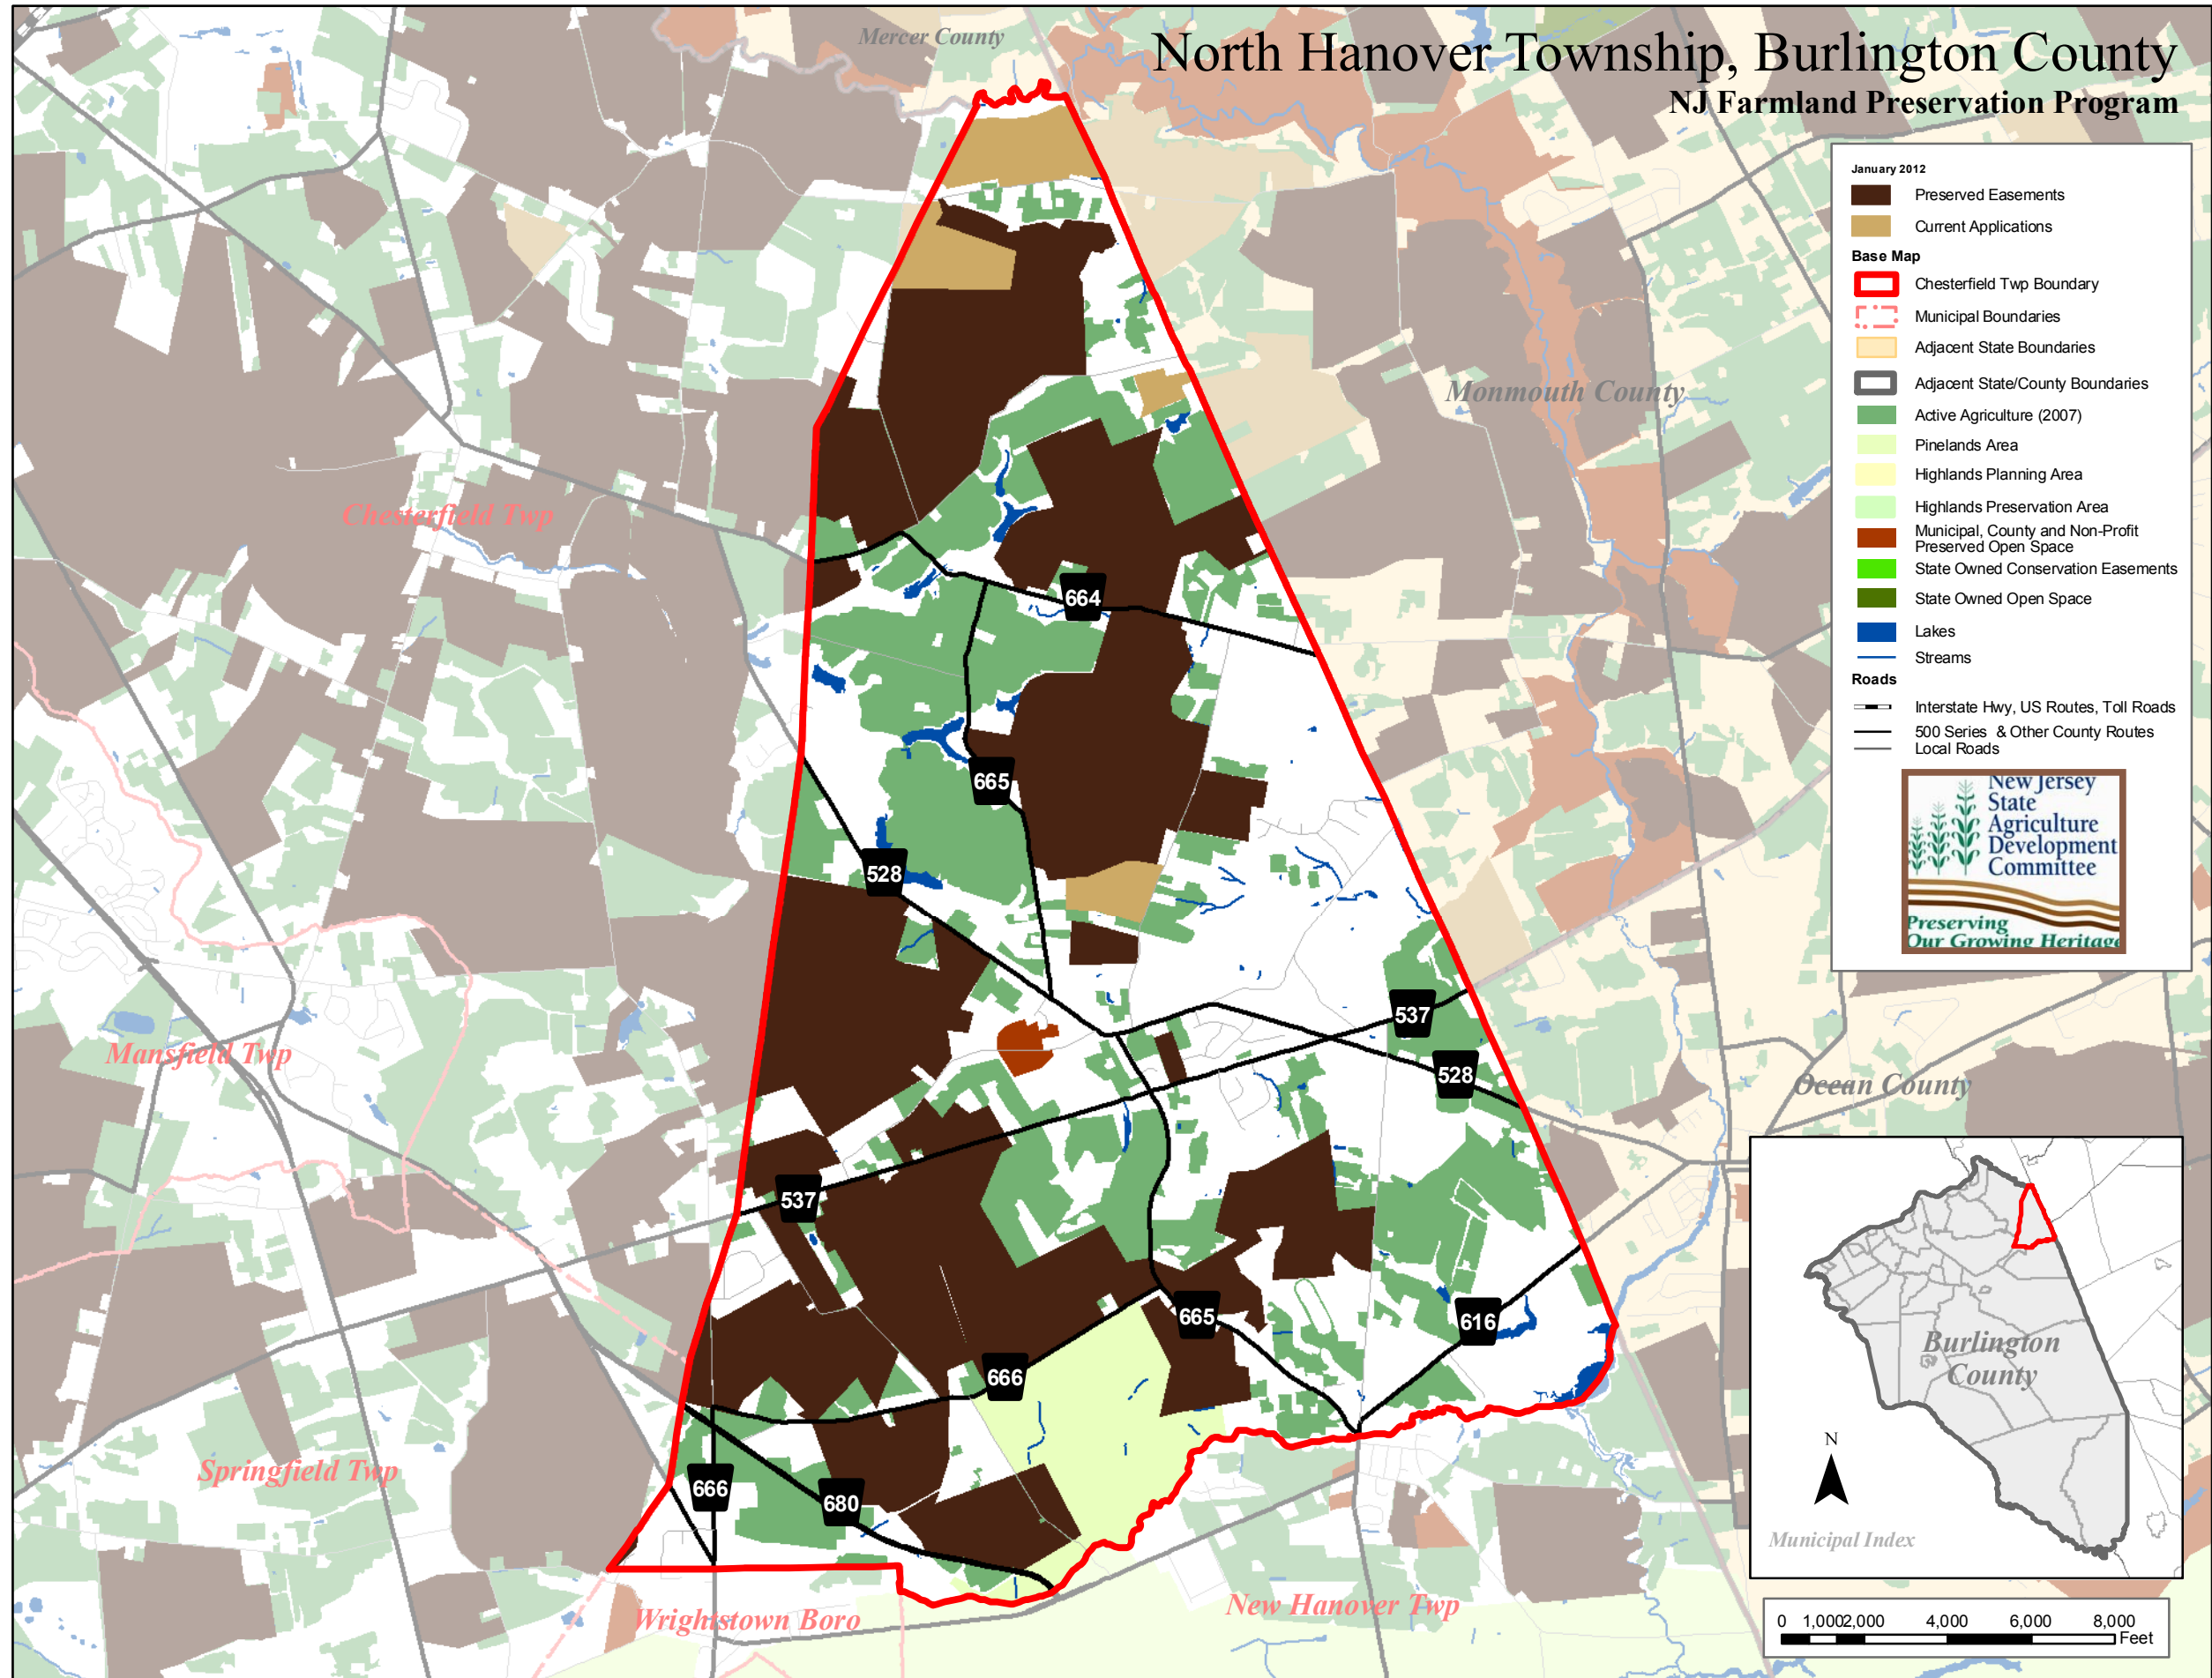 North Hanover Township, Burlington County
NJ Farmland Preservation Program
Mercer County
Monmouth County
Chesterfield Twp
Mansfield Twp
Springfield Twp
Wrightstown Boro
New Hanover Twp
Ocean County
664
665
528
537
528
537
665
616
666
666
680
January 2012
Preserved Easements
Current Applications
Base Map
Chesterfield Twp Boundary
Municipal Boundaries
Adjacent State Boundaries
Adjacent State/County Boundaries
Active Agriculture (2007)
Pinelands Area
Highlands Planning Area
Highlands Preservation Area
Municipal, County and Non-Profit
Preserved Open Space
State Owned Conservation Easements
State Owned Open Space
Lakes
Streams
Roads
Interstate Hwy, US Routes, Toll Roads
500 Series & Other County Routes
Local Roads
New Jersey
State
Agriculture
Development
Committee
Preserving
Our Growing Heritage
Burlington
County
N
Municipal Index
0 1,000 2,000 4,000 6,000 8,000
Feet